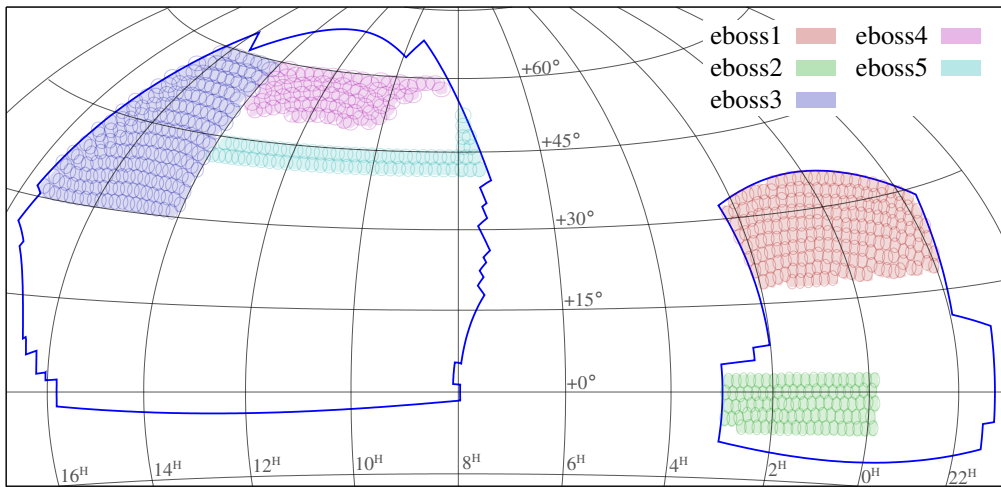 eboss1 eboss4
eboss2 eboss5
eboss3
+60°
+45°
+30°
+15°
+0°
16ᴴ 14ᴴ 12ᴴ 10ᴴ 8ᴴ 6ᴴ 4ᴴ 2ᴴ 0ᴴ 22ᴴ